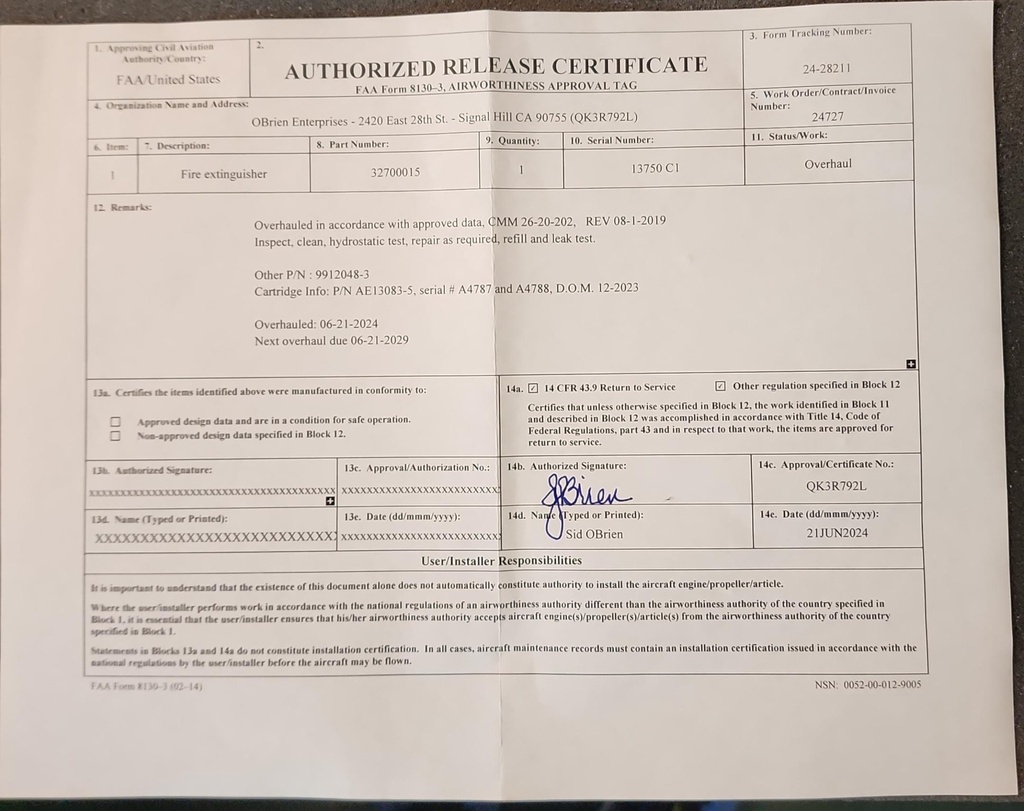 1. Approving Civil Aviation
Authority/Country:
FAA/United States
2.
AUTHORIZED RELEASE CERTIFICATE
FAA Form 8130–3, AIRWORTHINESS APPROVAL TAG
3. Form Tracking Number:
24-28211
4. Organization Name and Address:
OBrien Enterprises - 2420 East 28th St. - Signal Hill CA 90755 (QK3R792L)
5. Work Order/Contract/Invoice
Number:
24727
6. Item:
7. Description:
8. Part Number:
9. Quantity:
10. Serial Number:
11. Status/Work:
1
Fire extinguisher
32700015
1
13750 C1
Overhaul
12. Remarks:
Overhauled in accordance with approved data, CMM 26-20-202, REV 08-1-2019
Inspect, clean, hydrostatic test, repair as required, refill and leak test.
Other P/N : 9912048-3
Cartridge Info: P/N AE13083-5, serial # A4787 and A4788, D.O.M. 12-2023
Overhauled: 06-21-2024
Next overhaul due 06-21-2029
13a. Certifies the items identified above were manufactured in conformity to:
Approved design data and are in a condition for safe operation.
Non-approved design data specified in Block 12.
14a. ☑ 14 CFR 43.9 Return to Service ☑ Other regulation specified in Block 12
Certifies that unless otherwise specified in Block 12, the work identified in Block 11
and described in Block 12 was accomplished in accordance with Title 14, Code of
Federal Regulations, part 43 and in respect to that work, the items are approved for
return to service.
13b. Authorized Signature:
XXXXXXXXXXXXXXXXXXXXXXXXXXXXXXXXXXX
13c. Approval/Authorization No.:
XXXXXXXXXXXXXXXXXXXXXX
14b. Authorized Signature:
JBrien
14c. Approval/Certificate No.:
QK3R792L
13d. Name (Typed or Printed):
XXXXXXXXXXXXXXXXXXXXXXXXXX
13e. Date (dd/mmm/yyyy):
XXXXXXXXXXXXXXXXXXXXXX
14d. Name (Typed or Printed):
Sid OBrien
14e. Date (dd/mmm/yyyy):
21JUN2024
User/Installer Responsibilities
It is important to understand that the existence of this document alone does not automatically constitute authority to install the aircraft engine/propeller/article.
Where the user/installer performs work in accordance with the national regulations of an airworthiness authority different than the airworthiness authority of the country specified in
Block 1, it is essential that the user/installer ensures that his/her airworthiness authority accepts aircraft engine(s)/propeller(s)/article(s) from the airworthiness authority of the country
specified in Block 1.
Statements in Blocks 13a and 14a do not constitute installation certification. In all cases, aircraft maintenance records must contain an installation certification issued in accordance with the
national regulations by the user/installer before the aircraft may be flown.
FAA Form 8130–3 (02–14)
NSN: 0052-00-012-9005